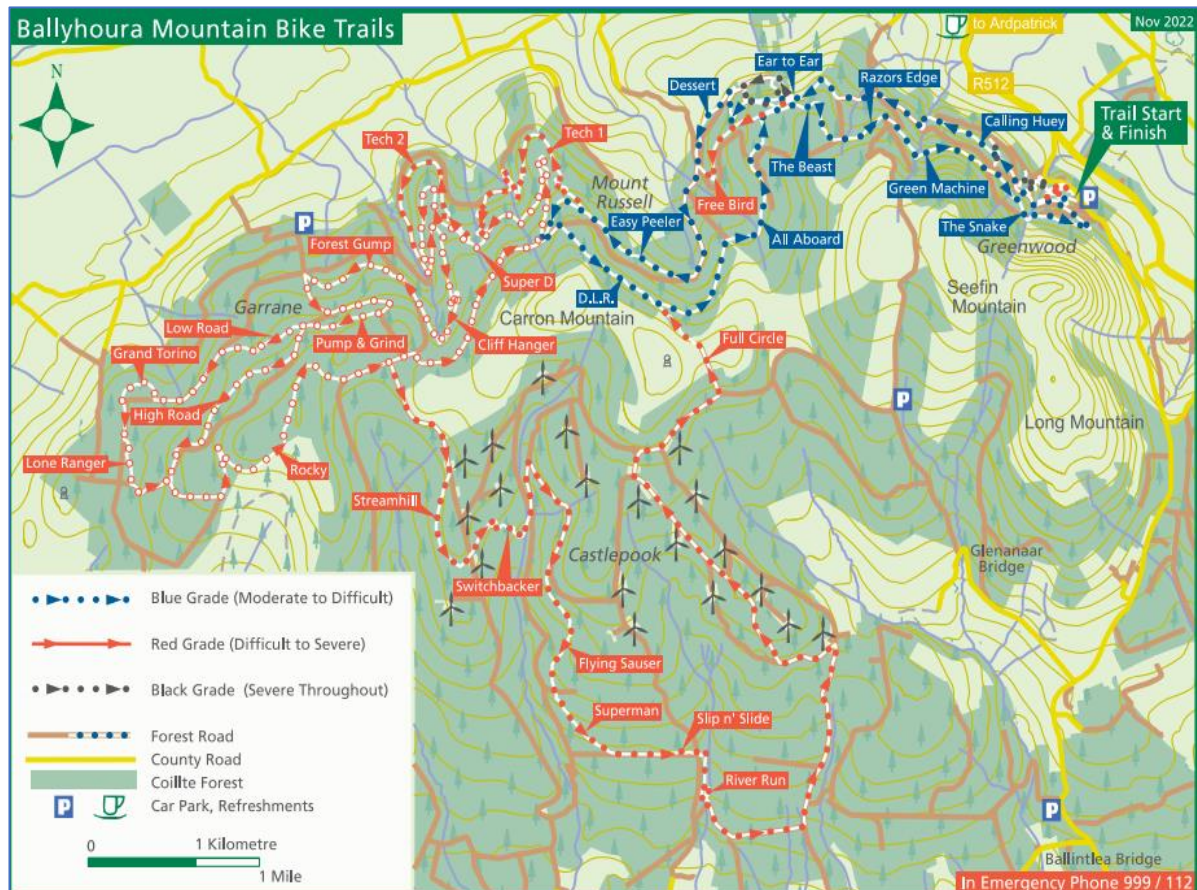 Ballyhoura Mountain Bike Trails
to Ardpatrick
Nov 2022
N
R512
Ear to Ear
Razors Edge
Dessert
Calling Huey
Trail Start
& Finish
Tech 1
Tech 2
P
The Beast
Mount
Russell
Free Bird
Green Machine
The Snake
Greenwood
P
Forest Gump
Easy Peeler
All Aboard
Super D
Seefin
Mountain
Garrane
D.L.R.
Carron Mountain
Low Road
Pump & Grind
Cliff Hanger
Full Circle
Grand Torino
P
High Road
Long Mountain
Lone Ranger
Rocky
Streamhill
Castlepook
Glenanaar
Bridge
Switchbacker
Blue Grade (Moderate to Difficult)
Red Grade (Difficult to Severe)
Flying Sauser
Black Grade (Severe Throughout)
Superman
Slip n' Slide
Forest Road
County Road
Coillte Forest
River Run
P Car Park, Refreshments
P
0 1 Kilometre
1 Mile
Ballintlea Bridge
In Emergency Phone 999 / 112